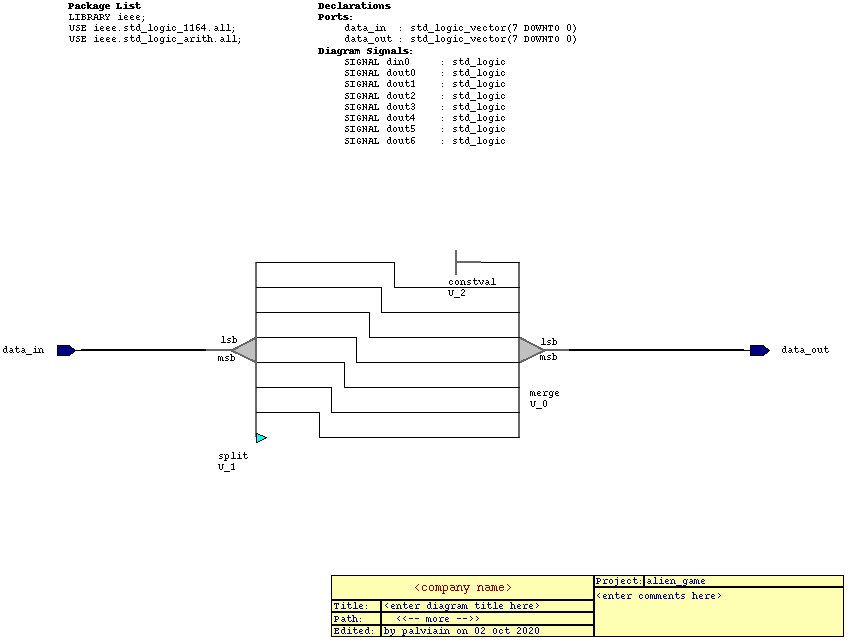 Package List
LIBRARY ieee;
USE ieee.std_logic_1164.all;
USE ieee.std_logic_arith.all;
Declarations
Ports:
data_in : std_logic_vector(7 DOWNTO 0)
data_out : std_logic_vector(7 DOWNTO 0)
Diagram Signals:
SIGNAL din0 : std_logic
SIGNAL dout0 : std_logic
SIGNAL dout1 : std_logic
SIGNAL dout2 : std_logic
SIGNAL dout3 : std_logic
SIGNAL dout4 : std_logic
SIGNAL dout5 : std_logic
SIGNAL dout6 : std_logic
constval
U_2
lsb
msb
data_in
lsb
msb
data_out
merge
U_0
split
U_1
<company name>
Title: <enter diagram title here>
Path: <<-- more -->>
Edited: by palviain on 02 Oct 2020
Project: alien_game
<enter comments here>